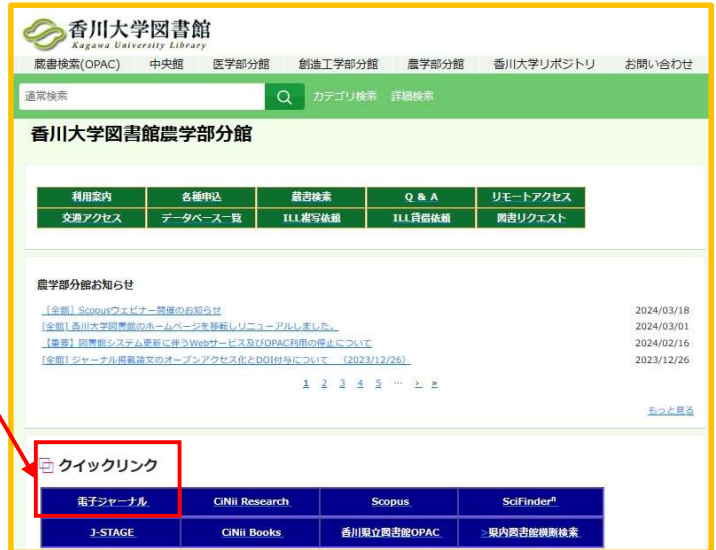 香川大学図書館
Kagawa University Library
蔵書検索(OPAC) 中央館 医学部分館 創造工学部分館 農学部分館 香川大学リポジトリ お問い合わせ
通常検索 カテゴリ検索 詳細検索
香川大学図書館農学部分館
利用案内 各種申込 蔵書検索 Q & A リモートアクセス
交通アクセス データベース一覧 ILL複写依頼 ILL貸借依頼 図書リクエスト
農学部分館お知らせ
[全館] Scopusウェビナー開催のお知らせ 2024/03/18
[全館] 香川大学図書館のホームページを移転しリニューアルしました。 2024/03/01
【重要】図書館システム更新に伴うWebサービス及びOPAC利用の停止について 2024/02/16
[全館] ジャーナル掲載論文のオープンアクセス化とDOI付与について (2023/12/26) 2023/12/26
1 2 3 4 5 … > »
もっと見る
クイックリンク
電子ジャーナル CiNii Research Scopus SciFinderⁿ
J-STAGE CiNii Books 香川県立図書館OPAC >県内図書館横断検索